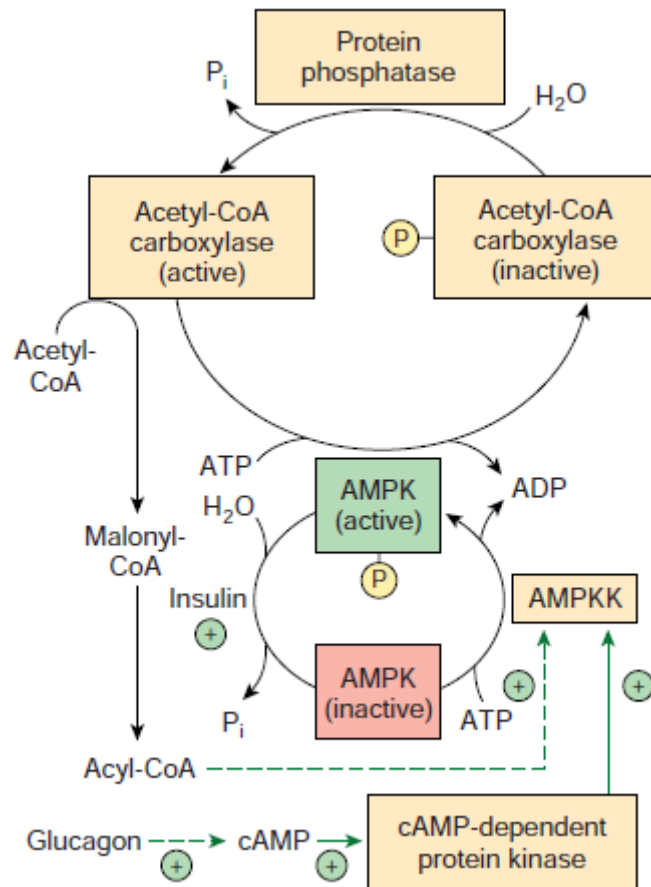 Protein
phosphatase
Pi
H2O
Acetyl-CoA
carboxylase
(active)
P
Acetyl-CoA
carboxylase
(inactive)
Acetyl-
CoA
ATP
ADP
H2O
AMPK
(active)
P
Malonyl-
CoA
Insulin
+
AMPKK
AMPK
(inactive)
Pi
ATP
+
+
Acyl-CoA
Glucagon
+
cAMP
+
cAMP-dependent
protein kinase